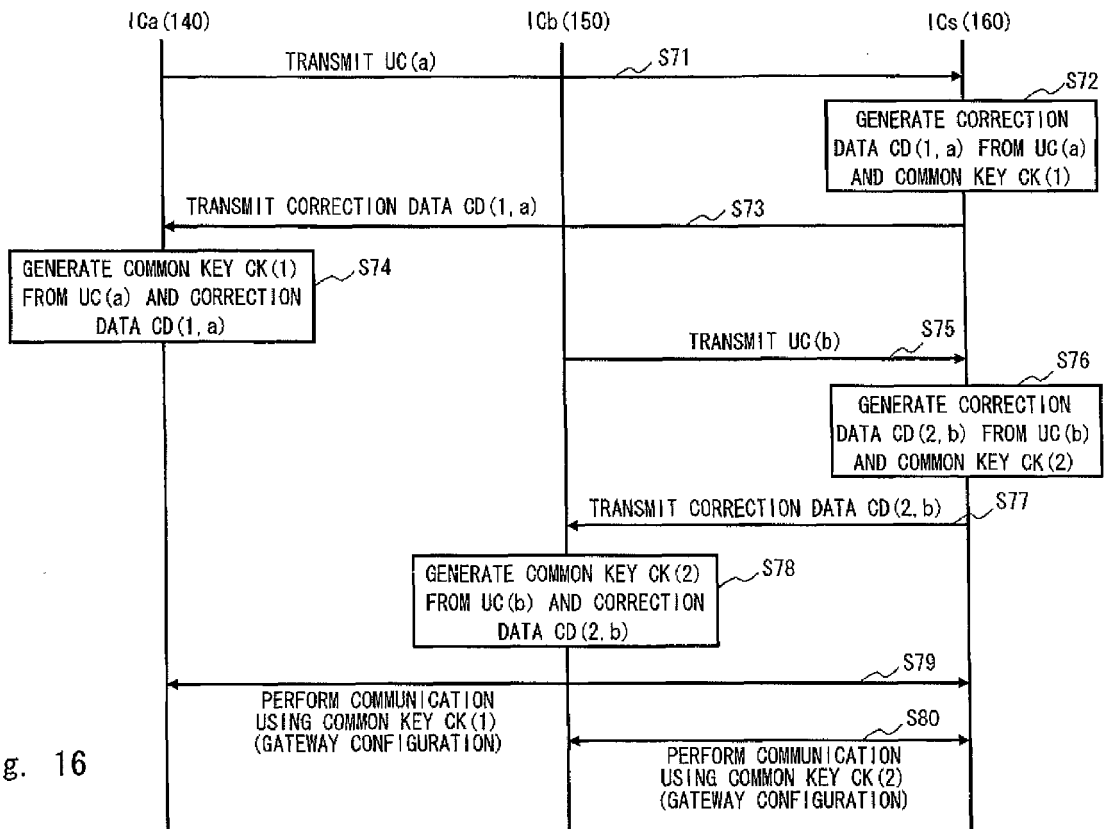 ICa(140)
ICb(150)
ICs(160)
TRANSMIT UC(a)
S71
S72
GENERATE CORRECTION
DATA CD(1,a) FROM UC(a)
AND COMMON KEY CK(1)
TRANSMIT CORRECTION DATA CD(1,a)
S73
GENERATE COMMON KEY CK(1)
FROM UC(a) AND CORRECTION
DATA CD(1,a)
S74
TRANSMIT UC(b)
S75
S76
GENERATE CORRECTION
DATA CD(2,b) FROM UC(b)
AND COMMON KEY CK(2)
TRANSMIT CORRECTION DATA CD(2,b)
S77
GENERATE COMMON KEY CK(2)
FROM UC(b) AND CORRECTION
DATA CD(2,b)
S78
S79
PERFORM COMMUNICATION
USING COMMON KEY CK(1)
(GATEWAY CONFIGURATION)
S80
PERFORM COMMUNICATION
USING COMMON KEY CK(2)
(GATEWAY CONFIGURATION)
g. 16